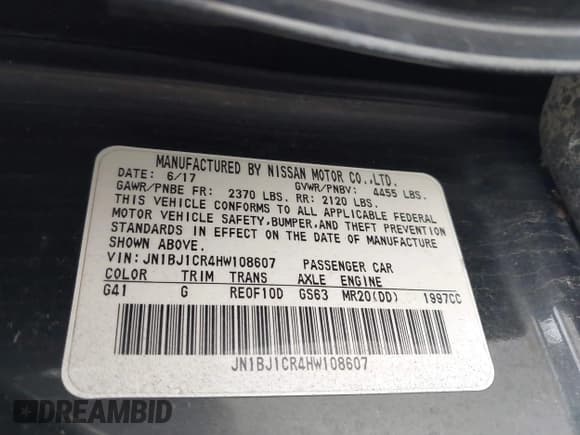 MANUFACTURED BY NISSAN MOTOR CO.,LTD.
DATE: 6/17 GVWR/PNBV: 4455 LBS.
GAWR/PNBE FR: 2370 LBS. RR: 2120 LBS.
THIS VEHICLE CONFORMS TO ALL APPLICABLE FEDERAL
MOTOR VEHICLE SAFETY,BUMPER,AND THEFT PREVENTION
STANDARDS IN EFFECT ON THE DATE OF MANUFACTURE
SHOWN ABOVE.
VIN: JN1BJ1CR4HW108607 PASSENGER CAR
COLOR TRIM TRANS AXLE ENGINE
G41 G RE0F10D GS63 MR20(DD) 1997CC
JN1BJ1CR4HW108607
DREAMBID